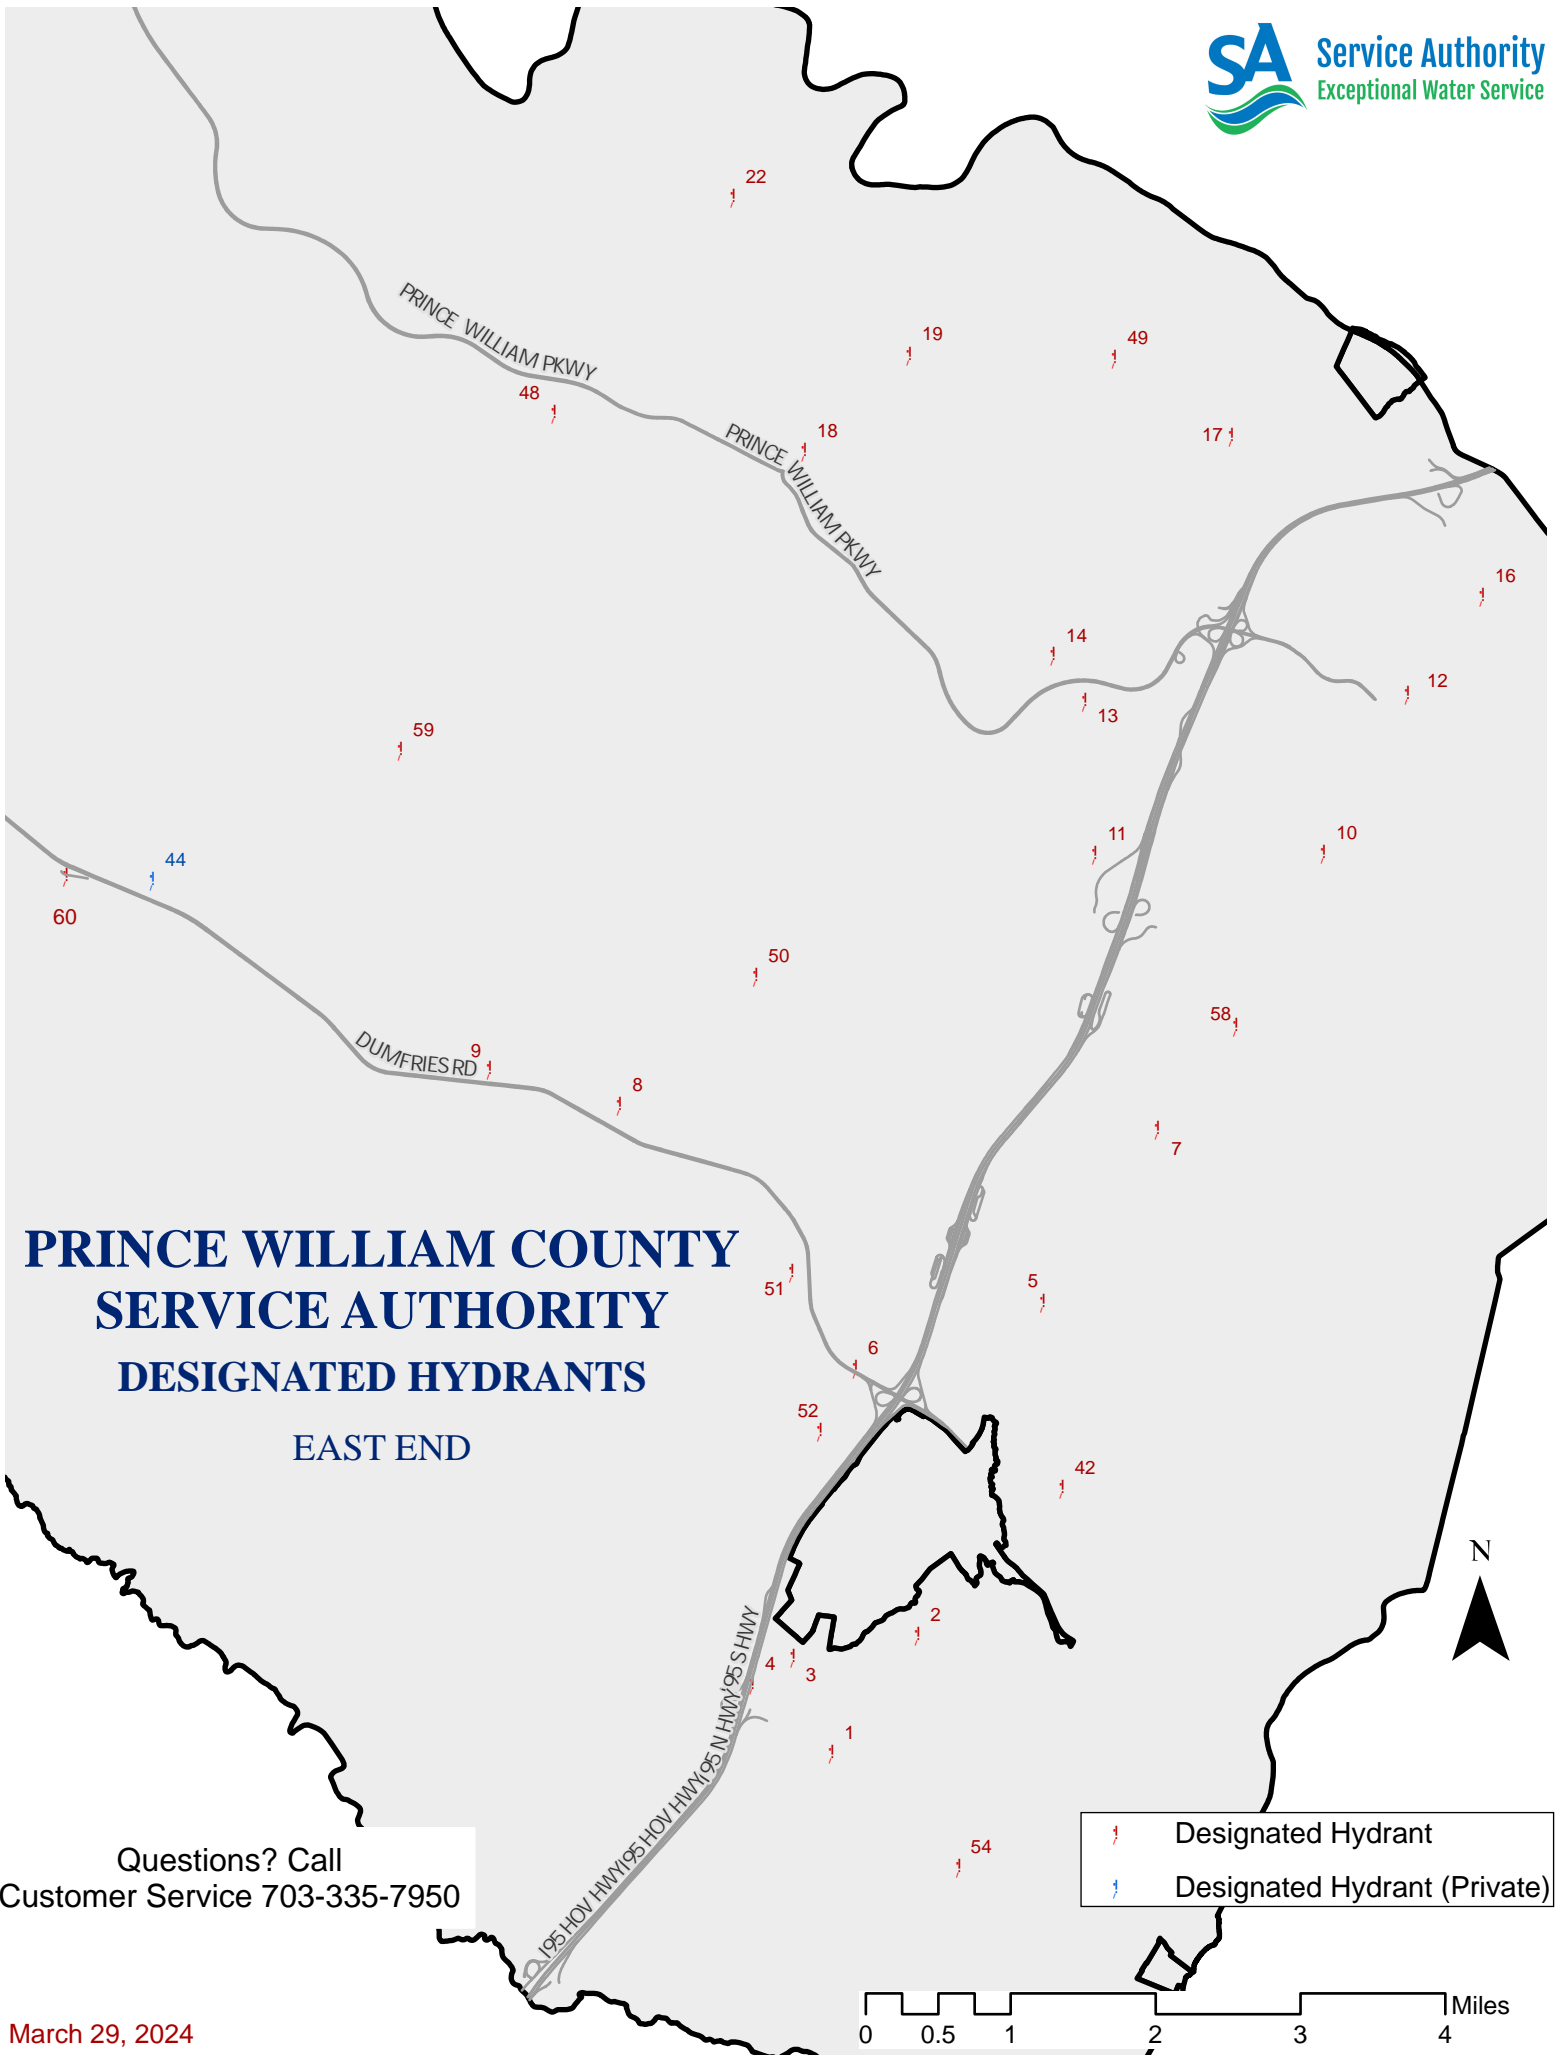 SA Service Authority
Exceptional Water Service
22
19
49
PRINCE WILLIAM PKWY
48
18
17
PRINCE WILLIAM PKWY
16
14
12
13
59
11
10
44
60
50
58
9
DUMFRIES RD
8
7
PRINCE WILLIAM COUNTY
SERVICE AUTHORITY
DESIGNATED HYDRANTS
EAST END
51
5
6
52
42
N
2
4
3
I95 HOV HWY I95 HOV HWY I95 N HWY I95 S HWY
1
54
Designated Hydrant
Designated Hydrant (Private)
Questions? Call
Customer Service 703-335-7950
Miles
0 0.5 1 2 3 4
March 29, 2024